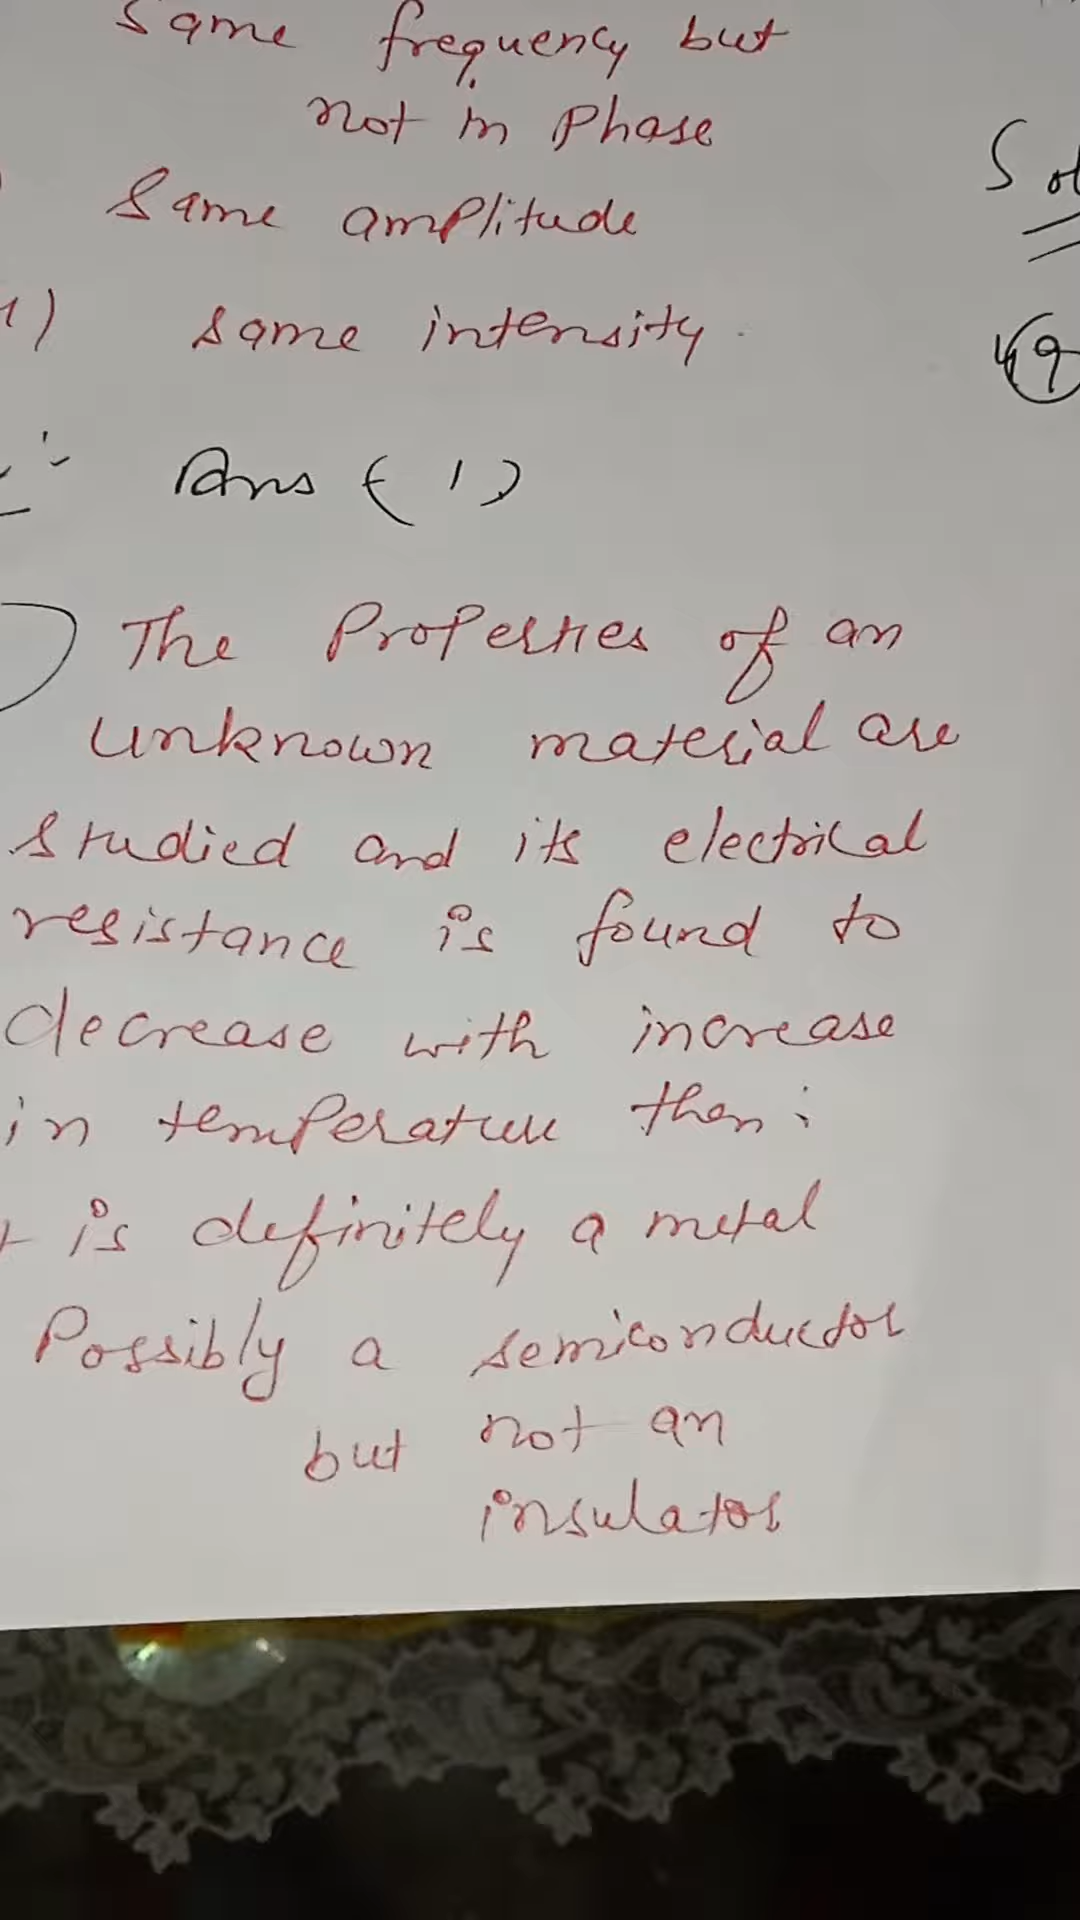 Same frequency but
not in Phase
Same amplitude
same intensity
Ans (1)
The Properties of an
unknown material are
studied and its electrical
resistance is found to
decrease with increase
in temperature then:
is definitely a metal
Possibly a semiconductor
but not an
insulator